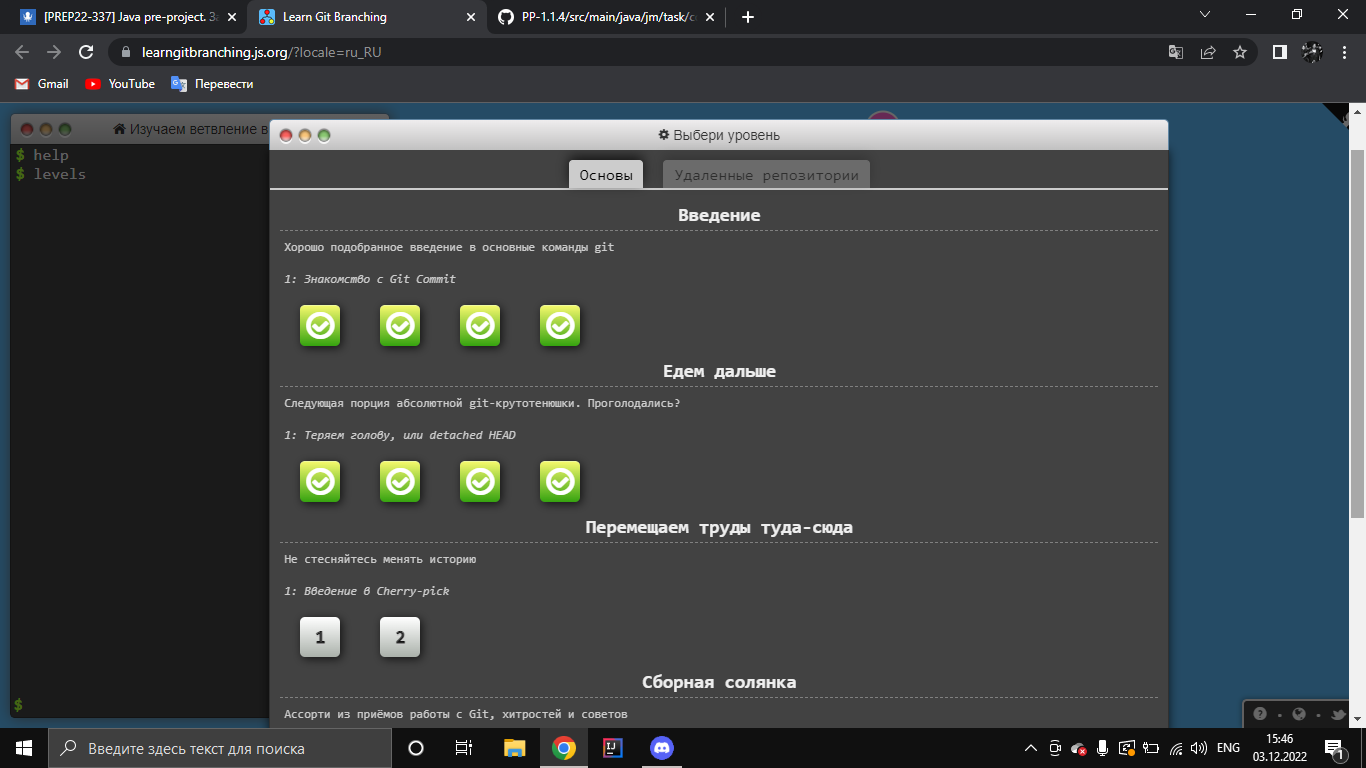 [PREP22-337] Java pre-project. За
Learn Git Branching
PP-1.1.4/src/main/java/jm/task/co
learngitbranching.js.org/?locale=ru_RU
Gmail
YouTube
Перевести
Изучаем ветвление в
Выбери уровень
$ help
$ levels
Основы
Удаленные репозитории
Введение
Хорошо подобранное введение в основные команды git
1: Знакомство с Git Commit
Едем дальше
Следующая порция абсолютной git-крутотенюшки. Проголодались?
1: Теряем голову, или detached HEAD
Перемещаем труды туда-сюда
Не стесняйтесь менять историю
1: Введение в Cherry-pick
1 2
Сборная солянка
$
Ассорти из приёмов работы с Git, хитростей и советов
Введите здесь текст для поиска
ENG
15:46
03.12.2022
1